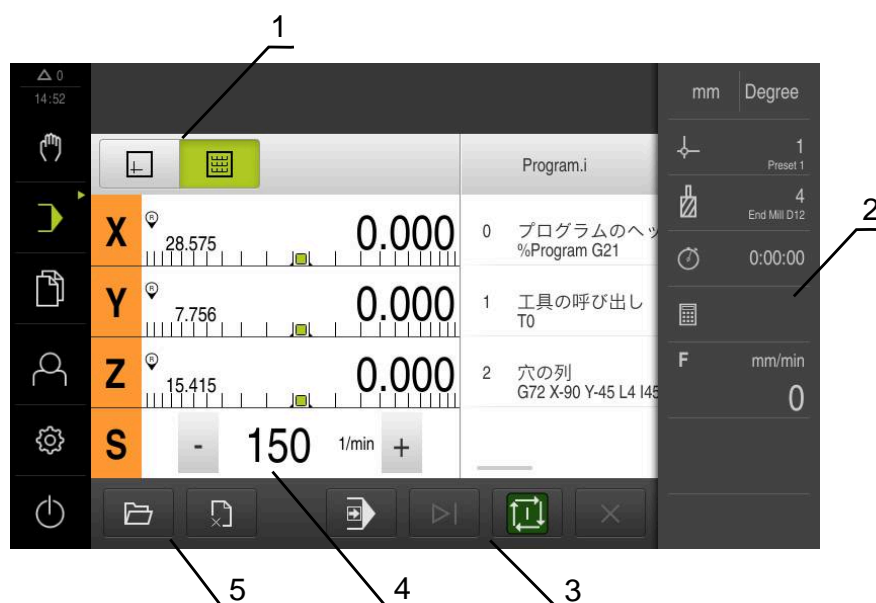 1
△ 0
14:52
mm
Degree
Program.i
1
Preset 1
X
R
28.575
0.000
0
プログラムのヘッ
%Program G21
4
End Mill D12
2
0:00:00
Y
R
7.756
0.000
1
工具の呼び出し
T0
Z
R
15.415
0.000
2
穴の列
G72 X-90 Y-45 L4 I45
F
mm/min
0
S
-
150
1/min
+
5
4
3